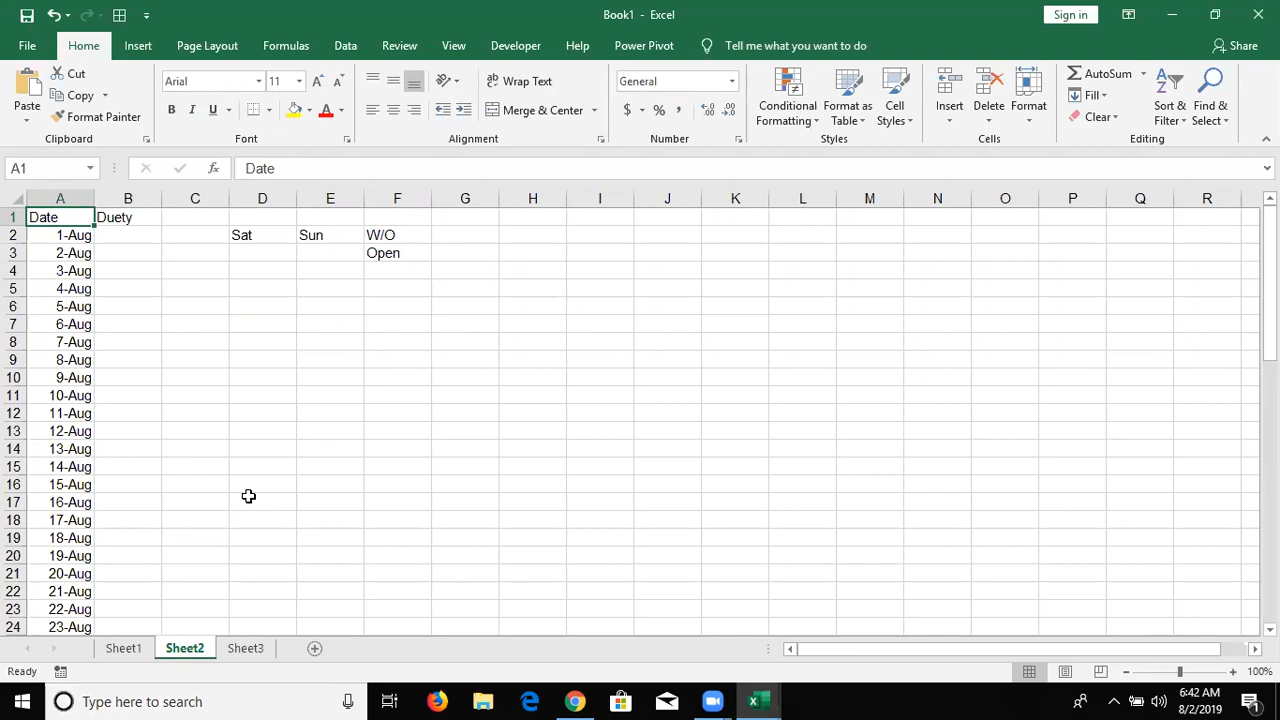 Book1 - Excel
Sign in
File Home Insert Page Layout Formulas Data Review View Developer Help Power Pivot Tell me what you want to do Share
Paste
Cut
Copy
Format Painter
Clipboard
Arial 11
B I U A
Font
Wrap Text
Merge & Center
Alignment
General
$ % ,
Number
Conditional Formatting
Format as Table
Cell Styles
Styles
Insert
Delete
Format
Cells
AutoSum
Fill
Clear
Sort & Filter
Find & Select
Editing
A1 fx Date
A B C D E F G H I J K L M N O P Q R
1 Date Duety
2 1-Aug Sat Sun W/O
3 2-Aug Open
4 3-Aug
5 4-Aug
6 5-Aug
7 6-Aug
8 7-Aug
9 8-Aug
10 9-Aug
11 10-Aug
12 11-Aug
13 12-Aug
14 13-Aug
15 14-Aug
16 15-Aug
17 16-Aug
18 17-Aug
19 18-Aug
20 19-Aug
21 20-Aug
22 21-Aug
23 22-Aug
24 23-Aug
Sheet1 Sheet2 Sheet3
Ready 100%
Type here to search
6:42 AM
8/2/2019
1